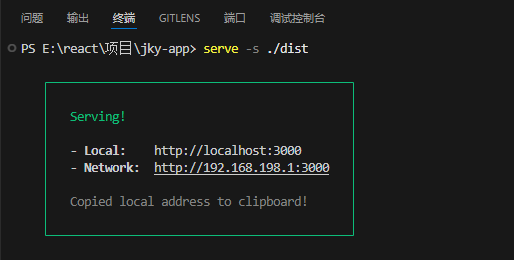 问题 输出 终端 GITLENS 端口 调试控制台
PS E:\react\项目\jky-app> serve -s ./dist
Serving!
- Local: http://localhost:3000
- Network: http://192.168.198.1:3000
Copied local address to clipboard!